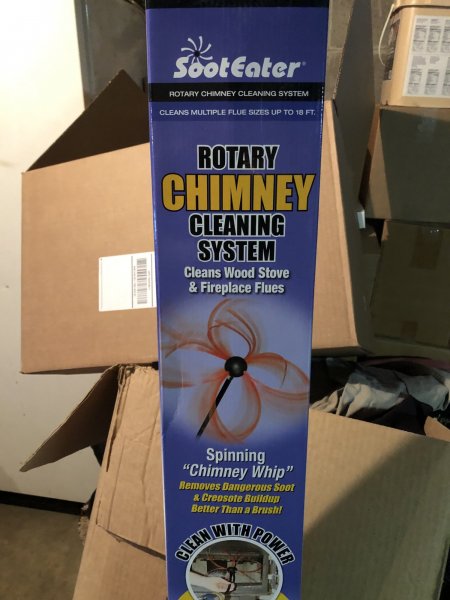 SootEater®
ROTARY CHIMNEY CLEANING SYSTEM
CLEANS MULTIPLE FLUE SIZES UP TO 18 FT.
ROTARY
CHIMNEY
CLEANING
SYSTEM
Cleans Wood Stove
& Fireplace Flues
Spinning
“Chimney Whip”
Removes Dangerous Soot
& Creosote Buildup
Better Than a Brush!
CLEAN WITH POWER